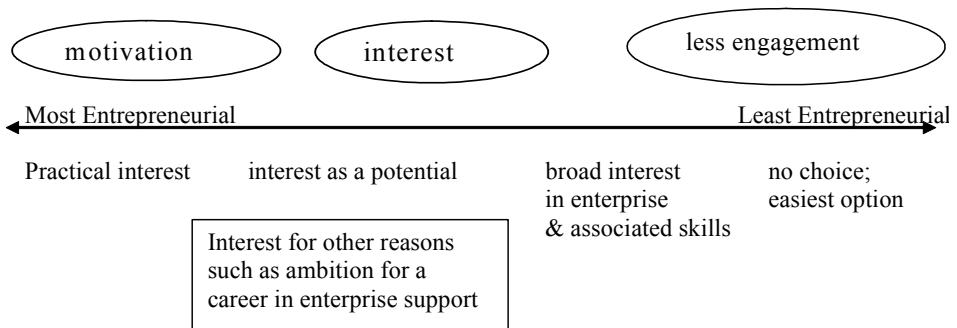 motivation
interest
less engagement
Most Entrepreneurial
Least Entrepreneurial
Practical interest
interest as a potential
broad interest
in enterprise
& associated skills
no choice;
easiest option
Interest for other reasons
such as ambition for a
career in enterprise support